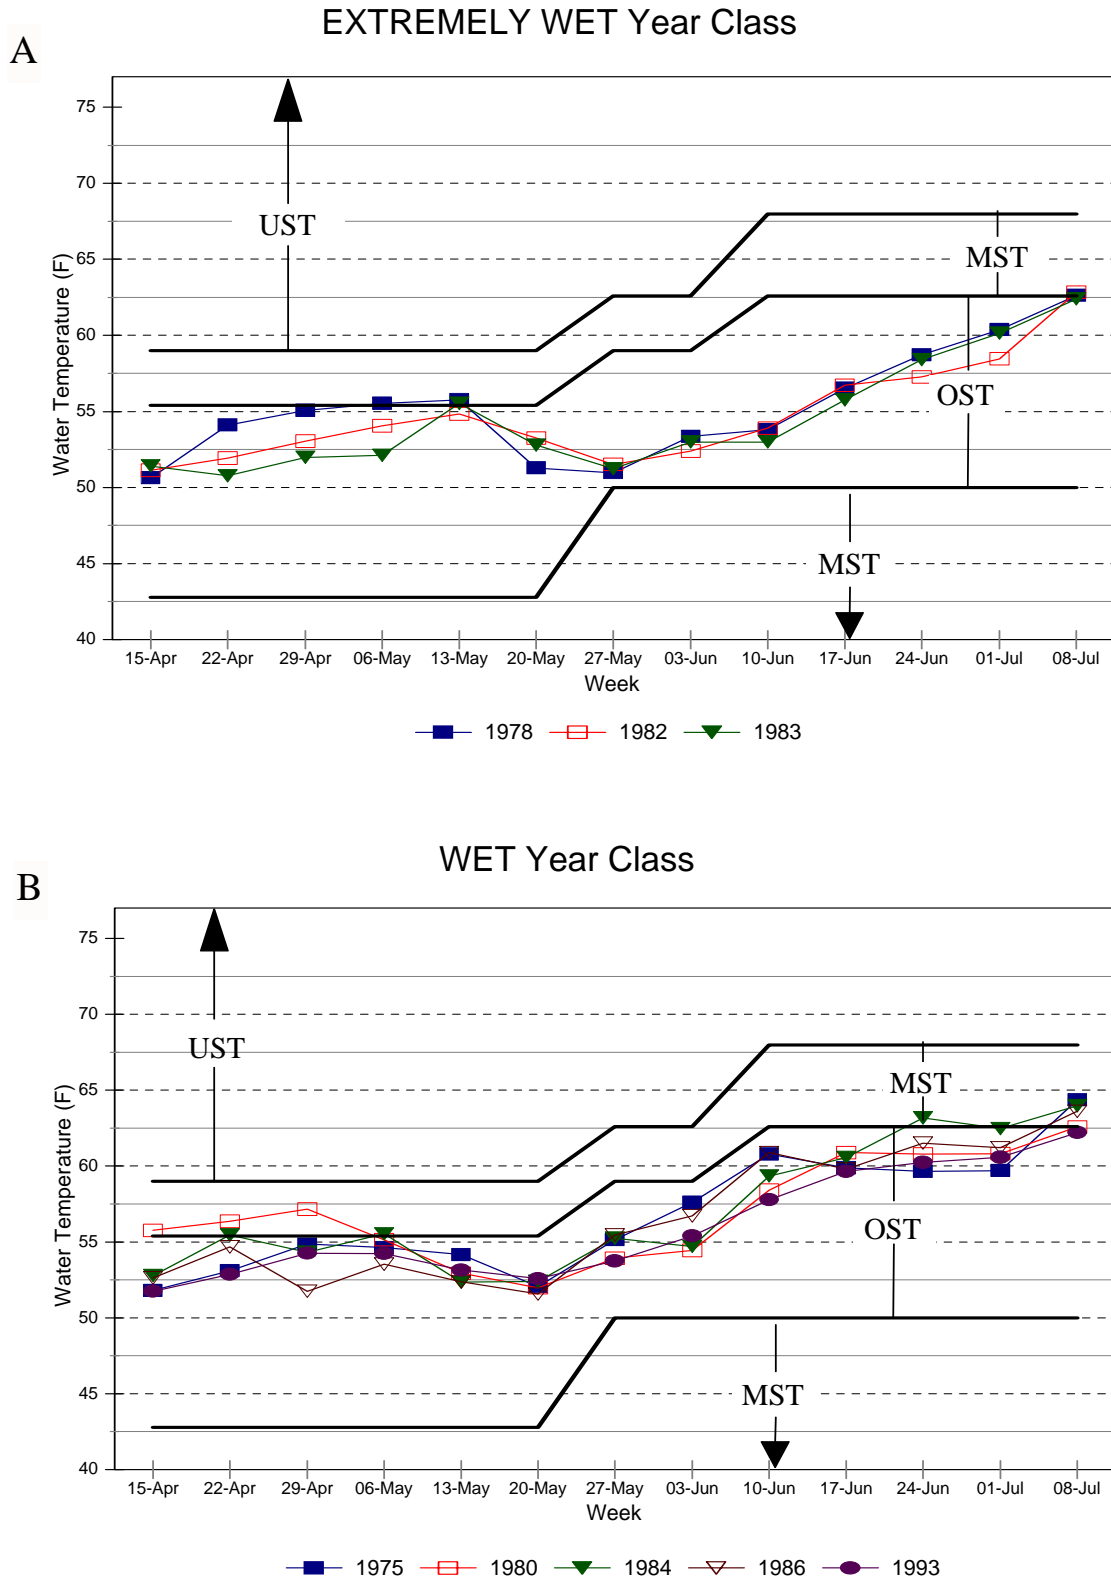 EXTREMELY WET Year Class
A
75
70
65
60
55
50
45
40
Water Temperature (F)
UST
MST
OST
MST
15-Apr 22-Apr 29-Apr 06-May 13-May 20-May 27-May 03-Jun 10-Jun 17-Jun 24-Jun 01-Jul 08-Jul
Week
1978 1982 1983
WET Year Class
B
75
70
65
60
55
50
45
40
Water Temperature (F)
UST
MST
OST
MST
15-Apr 22-Apr 29-Apr 06-May 13-May 20-May 27-May 03-Jun 10-Jun 17-Jun 24-Jun 01-Jul 08-Jul
Week
1975 1980 1984 1986 1993